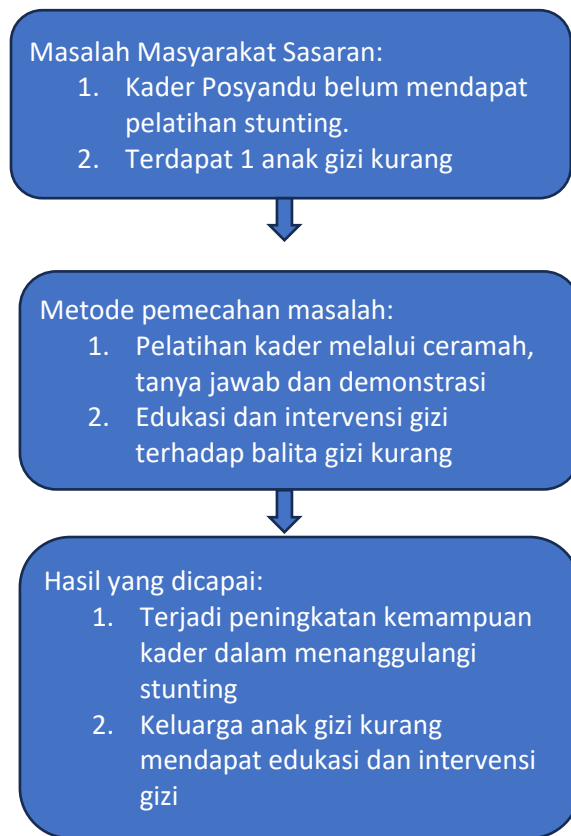 Masalah Masyarakat Sasaran:
1. Kader Posyandu belum mendapat
pelatihan stunting.
2. Terdapat 1 anak gizi kurang
Metode pemecahan masalah:
1. Pelatihan kader melalui ceramah,
tanya jawab dan demonstrasi
2. Edukasi dan intervensi gizi
terhadap balita gizi kurang
Hasil yang dicapai:
1. Terjadi peningkatan kemampuan
kader dalam menanggulangi
stunting
2. Keluarga anak gizi kurang
mendapat edukasi dan intervensi
gizi